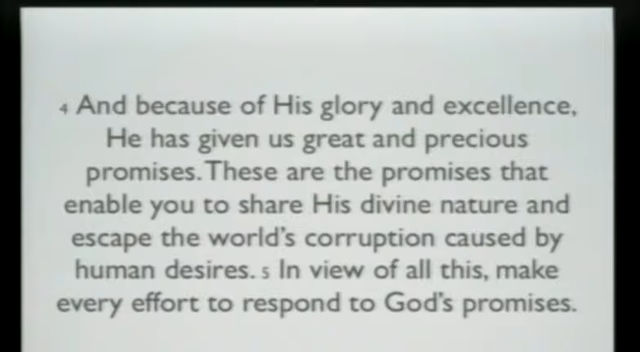 4 And because of His glory and excellence,
He has given us great and precious
promises. These are the promises that
enable you to share His divine nature and
escape the world's corruption caused by
human desires. 5 In view of all this, make
every effort to respond to God's promises.